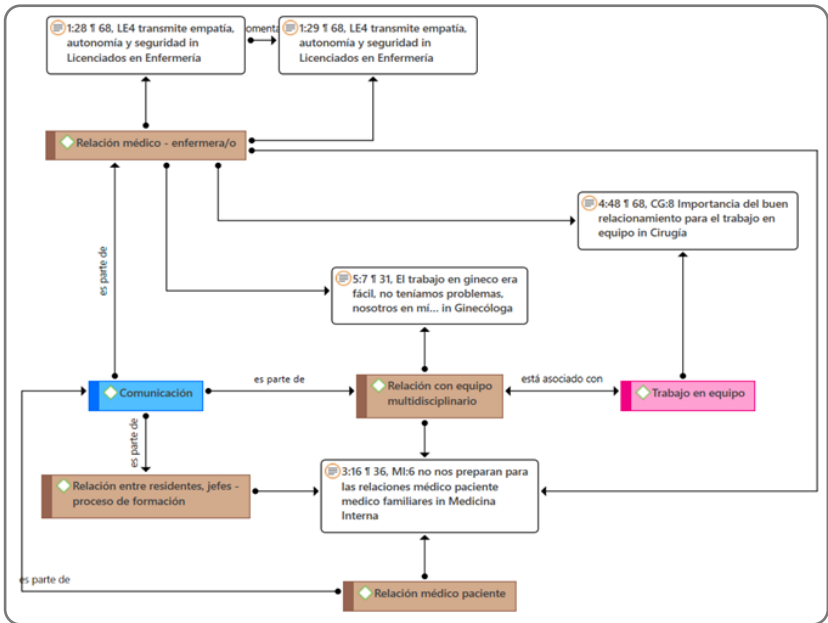 1:28 ¶ 68, LE4 transmite empatía,
autonomía y seguridad in
Licenciados en Enfermería
omenta
1:29 ¶ 68, LE4 transmite empatía,
autonomía y seguridad in
Licenciados en Enfermería
Relación médico - enfermera/o
4:48 ¶ 68, CG:8 Importancia del buen
relacionamiento para el trabajo en
equipo in Cirugía
es parte de
5:7 ¶ 31, El trabajo en gineco era
fácil, no teníamos problemas,
nosotros en mí... in Ginecóloga
Comunicación
es parte de
Relación con equipo
multidisciplinario
está asociado con
Trabajo en equipo
es parte de
Relación entre residentes, jefes -
proceso de formación
3:16 ¶ 36, MI:6 no nos preparan para
las relaciones médico paciente
medico familiares in Medicina
Interna
es parte de
Relación médico paciente